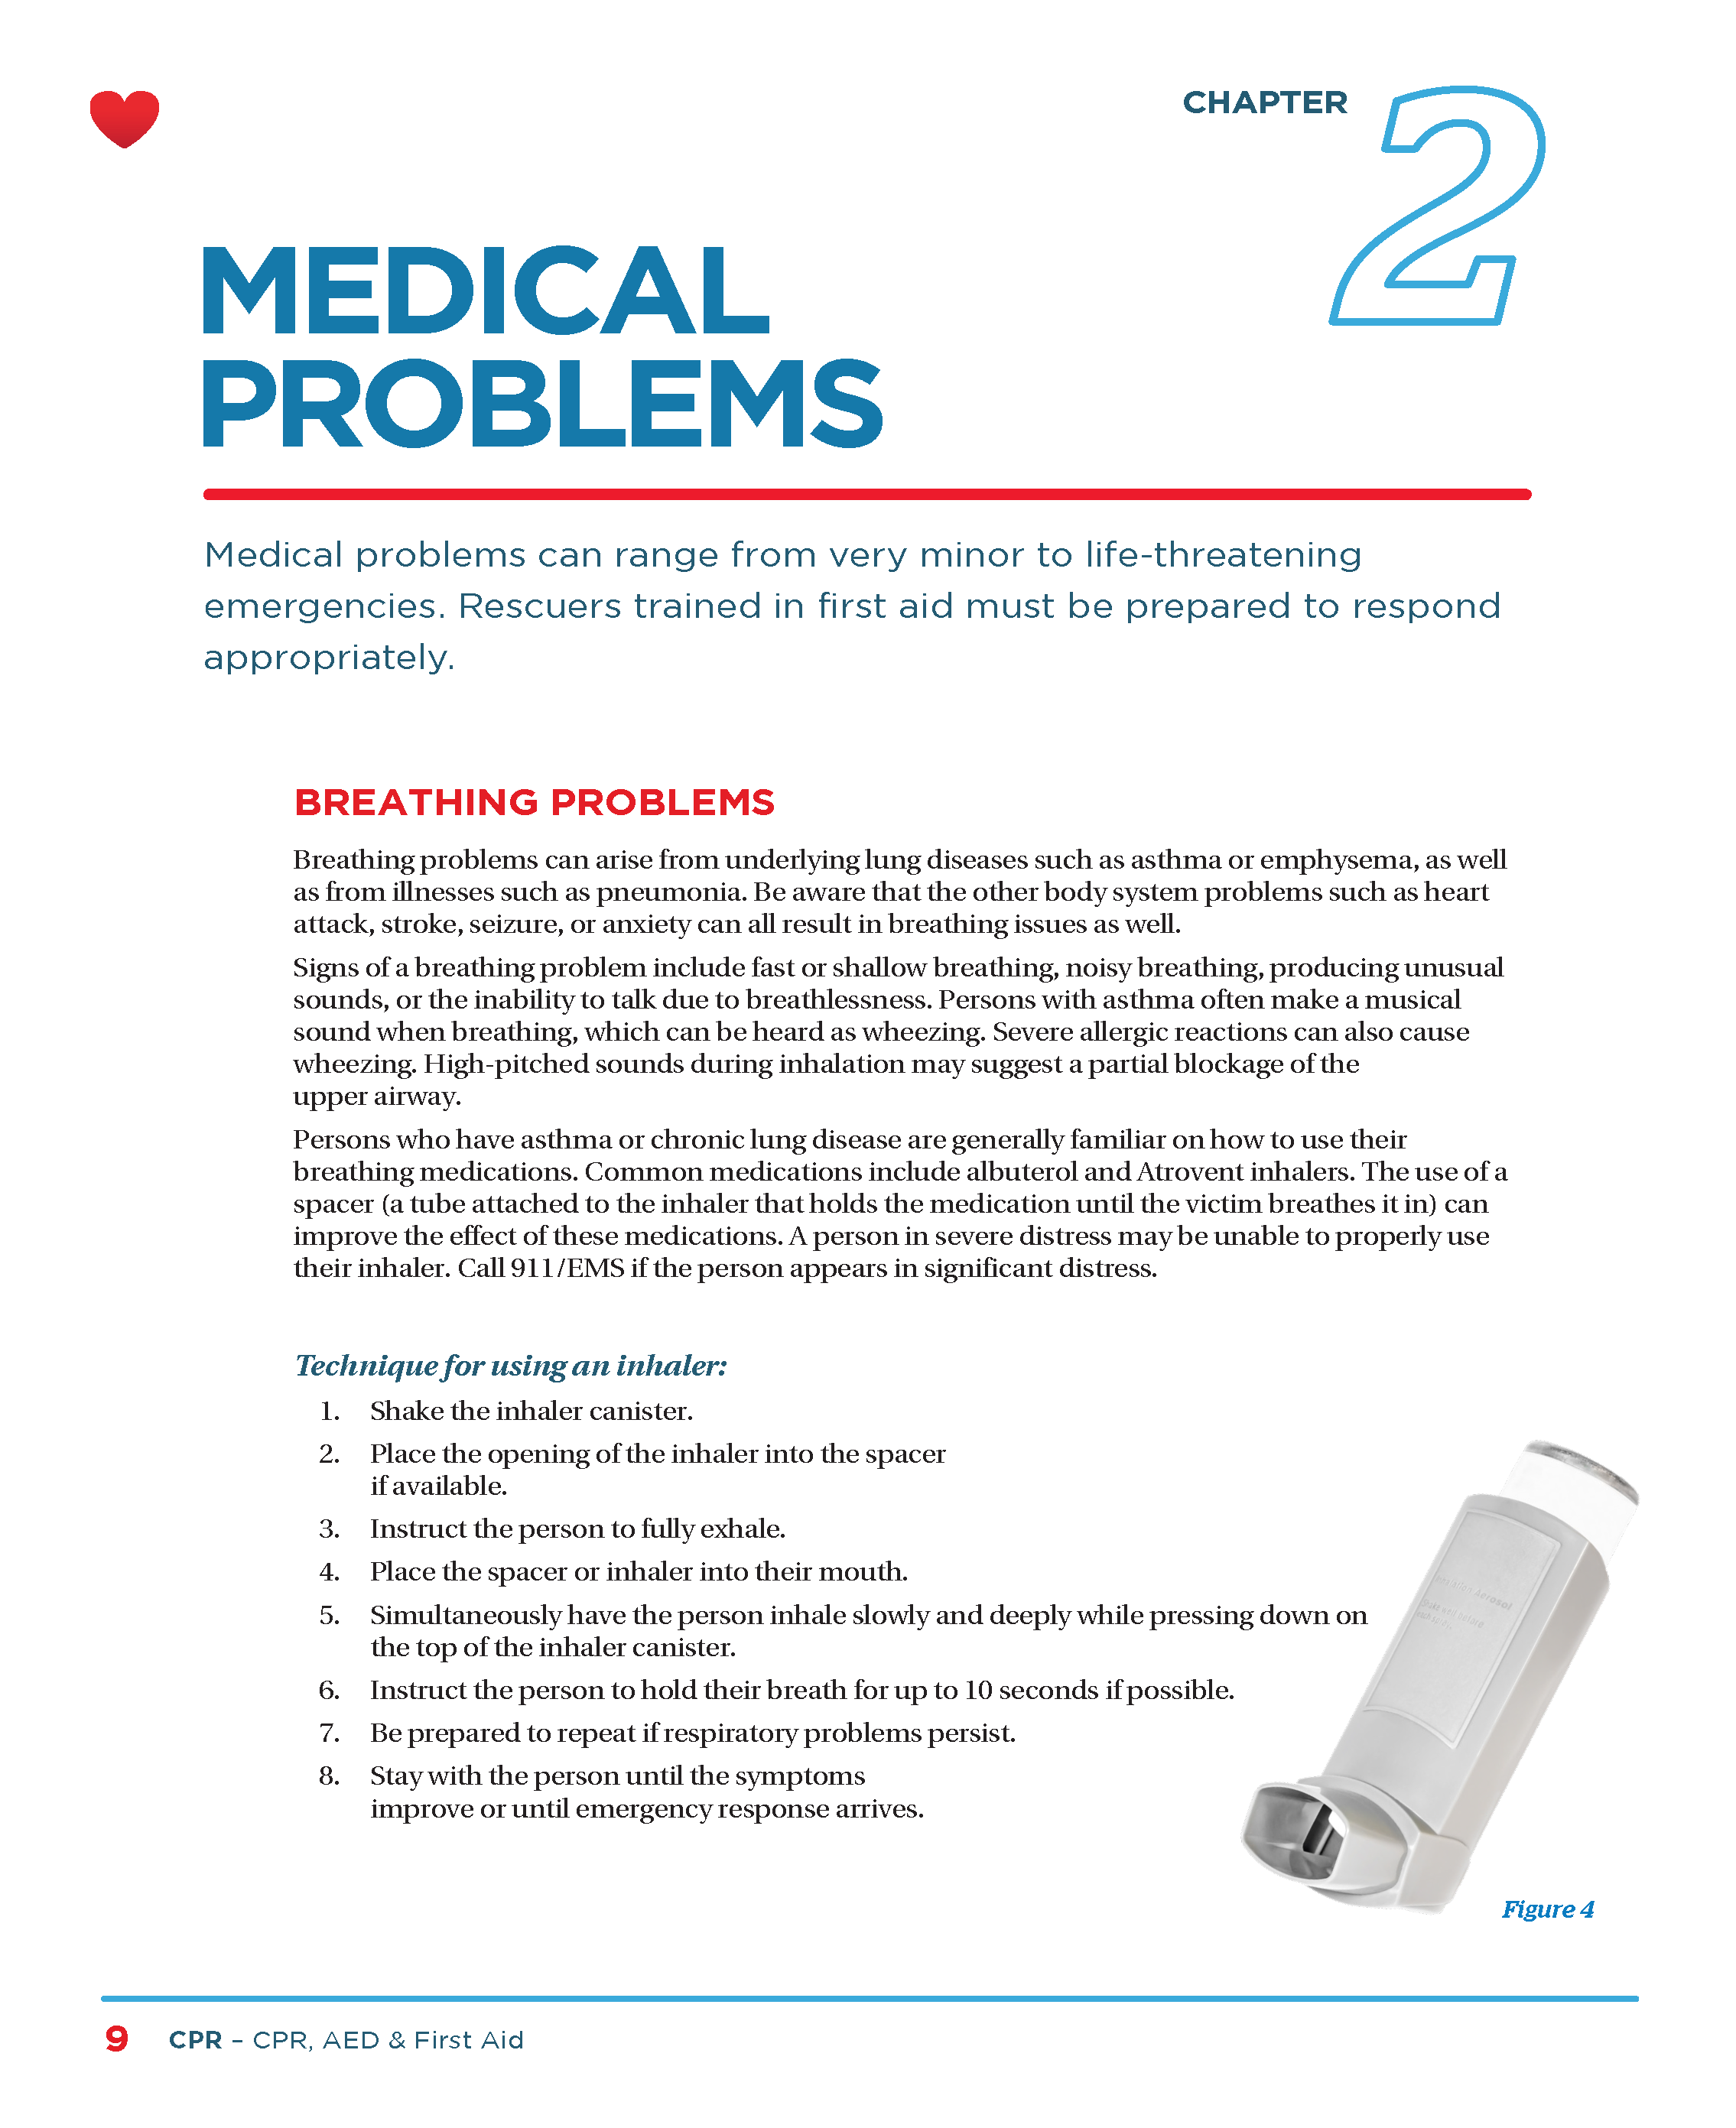 CHAPTER 2
MEDICAL
PROBLEMS
Medical problems can range from very minor to life-threatening
emergencies. Rescuers trained in first aid must be prepared to respond
appropriately.
BREATHING PROBLEMS
Breathing problems can arise from underlying lung diseases such as asthma or emphysema, as well
as from illnesses such as pneumonia. Be aware that the other body system problems such as heart
attack, stroke, seizure, or anxiety can all result in breathing issues as well.
Signs of a breathing problem include fast or shallow breathing, noisy breathing, producing unusual
sounds, or the inability to talk due to breathlessness. Persons with asthma often make a musical
sound when breathing, which can be heard as wheezing. Severe allergic reactions can also cause
wheezing. High-pitched sounds during inhalation may suggest a partial blockage of the
upper airway.
Persons who have asthma or chronic lung disease are generally familiar on how to use their
breathing medications. Common medications include albuterol and Atrovent inhalers. The use of a
spacer (a tube attached to the inhaler that holds the medication until the victim breathes it in) can
improve the effect of these medications. A person in severe distress may be unable to properly use
their inhaler. Call 911/EMS if the person appears in significant distress.
Technique for using an inhaler:
1. Shake the inhaler canister.
2. Place the opening of the inhaler into the spacer
if available.
3. Instruct the person to fully exhale.
4. Place the spacer or inhaler into their mouth.
5. Simultaneously have the person inhale slowly and deeply while pressing down on
the top of the inhaler canister.
6. Instruct the person to hold their breath for up to 10 seconds if possible.
7. Be prepared to repeat if respiratory problems persist.
8. Stay with the person until the symptoms
improve or until emergency response arrives.
Aerosol
Figure 4
9 CPR – CPR, AED & First Aid